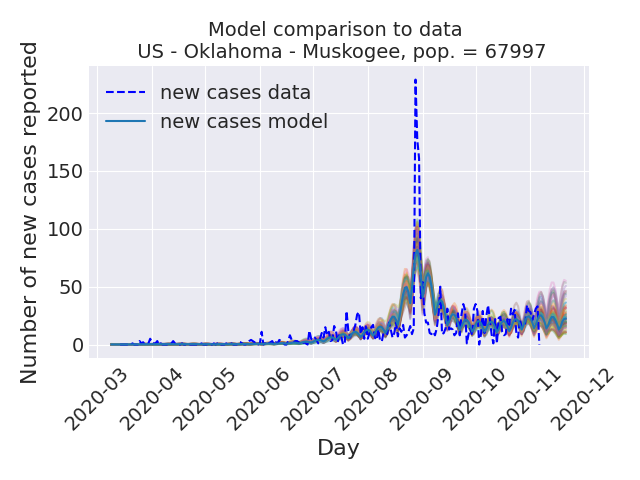 Model comparison to data
US - Oklahoma - Muskogee, pop. = 67997
Number of new cases reported
new cases data
new cases model
200
150
100
50
0
2020-03
2020-04
2020-05
2020-06
2020-07
2020-08
2020-09
2020-10
2020-11
2020-12
Day